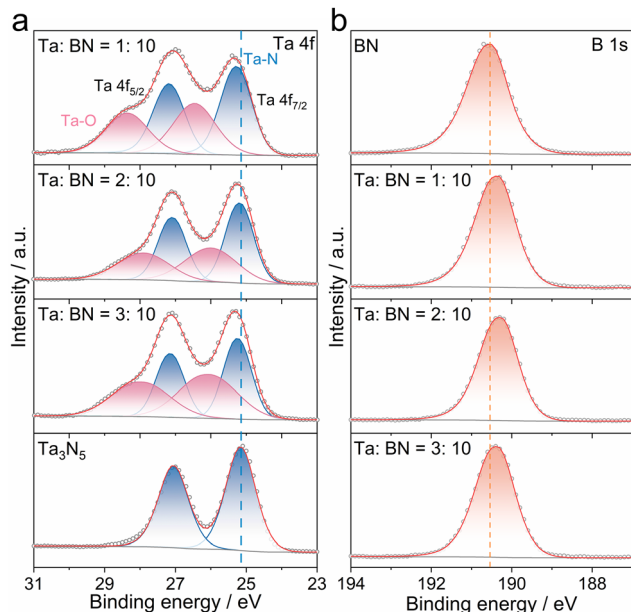 a
Ta: BN = 1: 10
Ta 4f
Ta-N
Ta 4f5/2
Ta 4f7/2
Ta-O
Ta: BN = 2: 10
Ta: BN = 3: 10
Ta3N5
Intensity / a.u.
31 29 27 25 23
Binding energy / eV
b
BN
B 1s
Ta: BN = 1: 10
Ta: BN = 2: 10
Ta: BN = 3: 10
Intensity / a.u.
194 192 190 188
Binding energy / eV